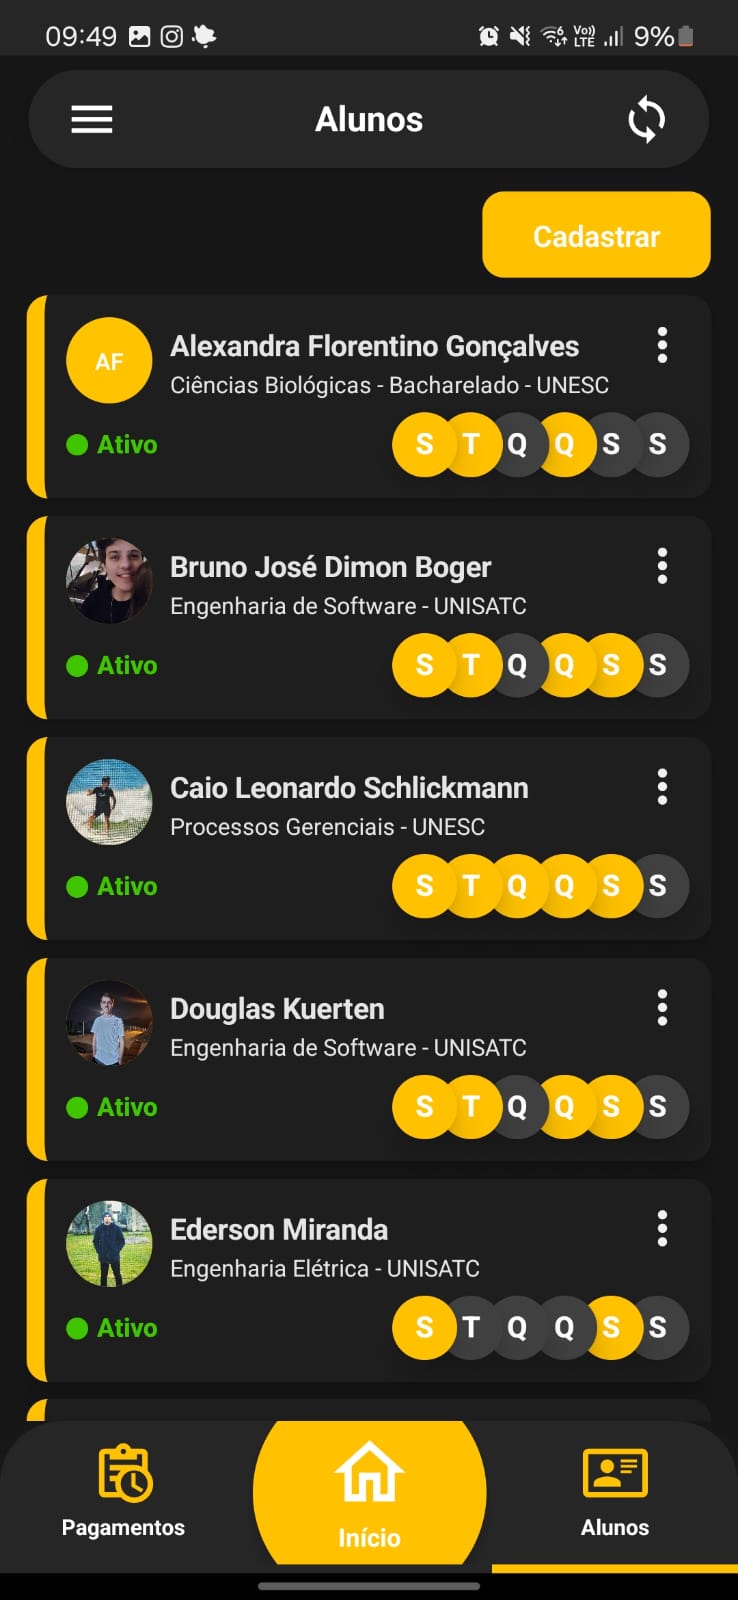 09:49 Vo)) LTE 9%
Alunos
Cadastrar
AF
Alexandra Florentino Gonçalves
Ciências Biológicas - Bacharelado - UNESC
Ativo S T Q Q S S
Bruno José Dimon Boger
Engenharia de Software - UNISATC
Ativo S T Q Q S S
Caio Leonardo Schlickmann
Processos Gerenciais - UNESC
Ativo S T Q Q S S
Douglas Kuerten
Engenharia de Software - UNISATC
Ativo S T Q Q S S
Ederson Miranda
Engenharia Elétrica - UNISATC
Ativo S T Q Q S S
Pagamentos Início Alunos